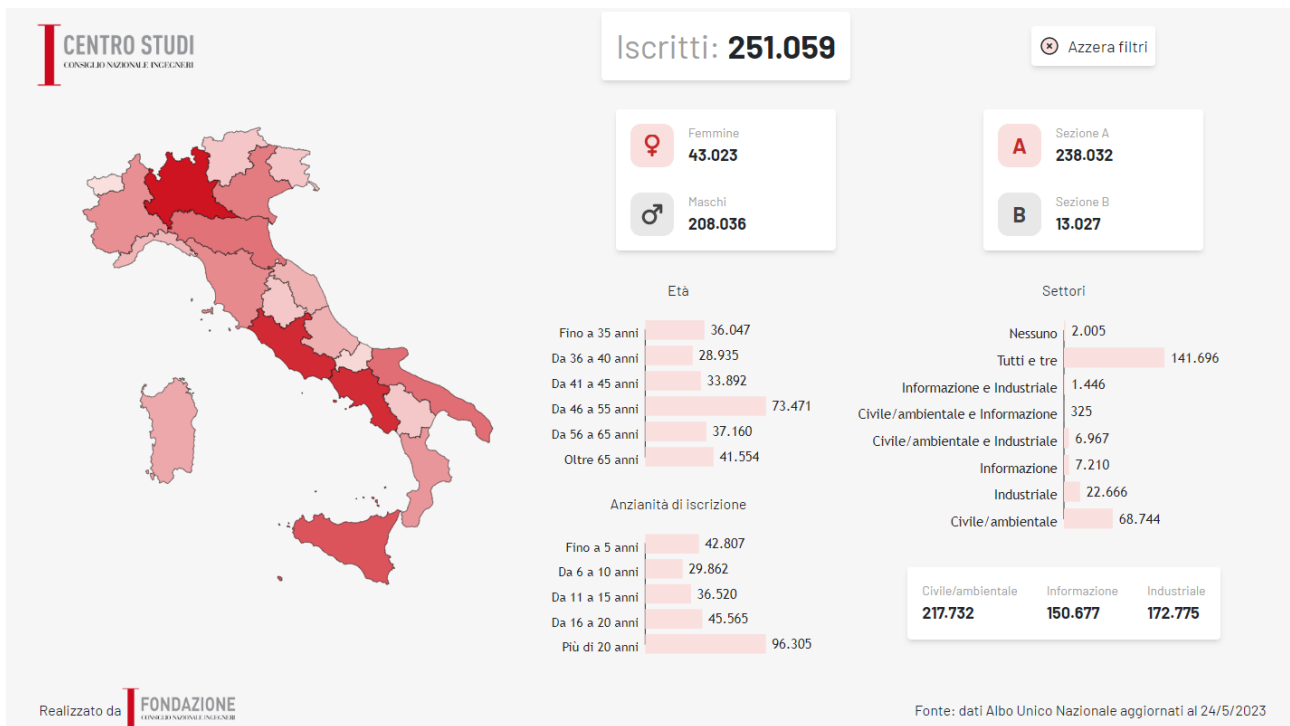 CENTRO STUDI
CONSIGLIO NAZIONALE INGEGNERI
Iscritti: 251.059
Azzera filtri
Femmine
43.023
Maschi
208.036
A
Sezione A
238.032
B
Sezione B
13.027
Età
Fino a 35 anni 36.047
Da 36 a 40 anni 28.935
Da 41 a 45 anni 33.892
Da 46 a 55 anni 73.471
Da 56 a 65 anni 37.160
Oltre 65 anni 41.554
Anzianità di iscrizione
Fino a 5 anni 42.807
Da 6 a 10 anni 29.862
Da 11 a 15 anni 36.520
Da 16 a 20 anni 45.565
Più di 20 anni 96.305
Settori
Nessuno 2.005
Tutti e tre 141.696
Informazione e Industriale 1.446
Civile/ambientale e Informazione 325
Civile/ambientale e Industriale 6.967
Informazione 7.210
Industriale 22.666
Civile/ambientale 68.744
Civile/ambientale Informazione Industriale
217.732 150.677 172.775
Realizzato da
FONDAZIONE
CONSIGLIO NAZIONALE INGEGNERI
Fonte: dati Albo Unico Nazionale aggiornati al 24/5/2023